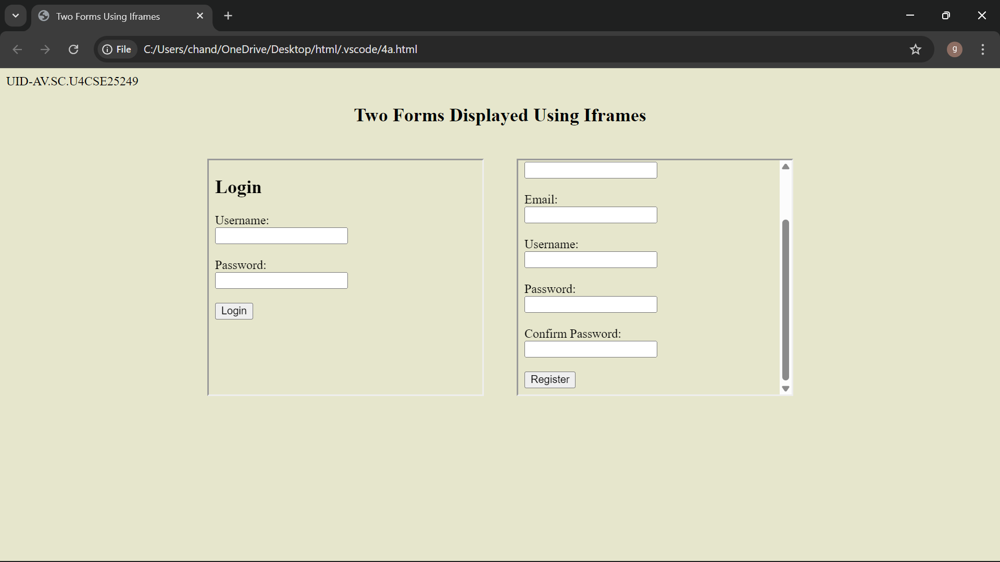 Two Forms Using Iframes
File C:/Users/chand/OneDrive/Desktop/html/.vscode/4a.html
g
UID-AV.SC.U4CSE25249
Two Forms Displayed Using Iframes
Login
Username:
Password:
Login
Email:
Username:
Password:
Confirm Password:
Register